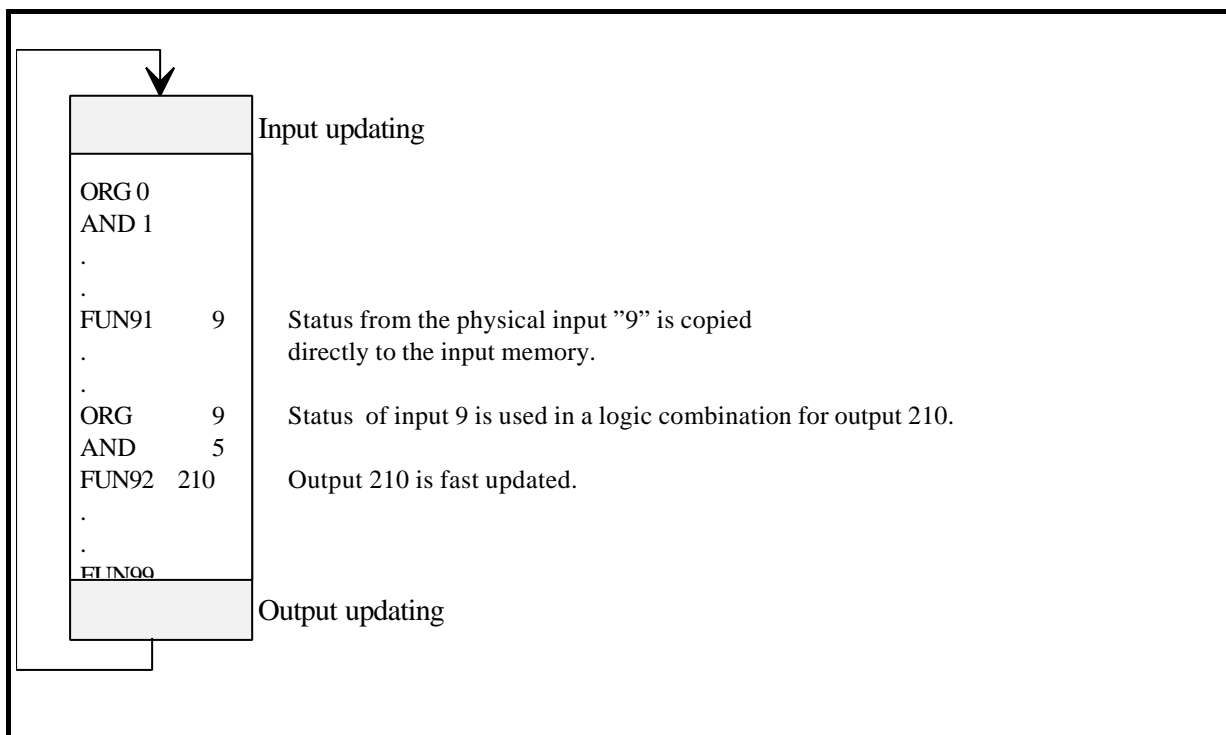 Input updating
ORG 0
AND 1
.
.
FUN91 9 Status from the physical input ”9” is copied
. directly to the input memory.
.
ORG 9 Status of input 9 is used in a logic combination for output 210.
AND 5
FUN92 210 Output 210 is fast updated.
.
.
FUN99
Output updating